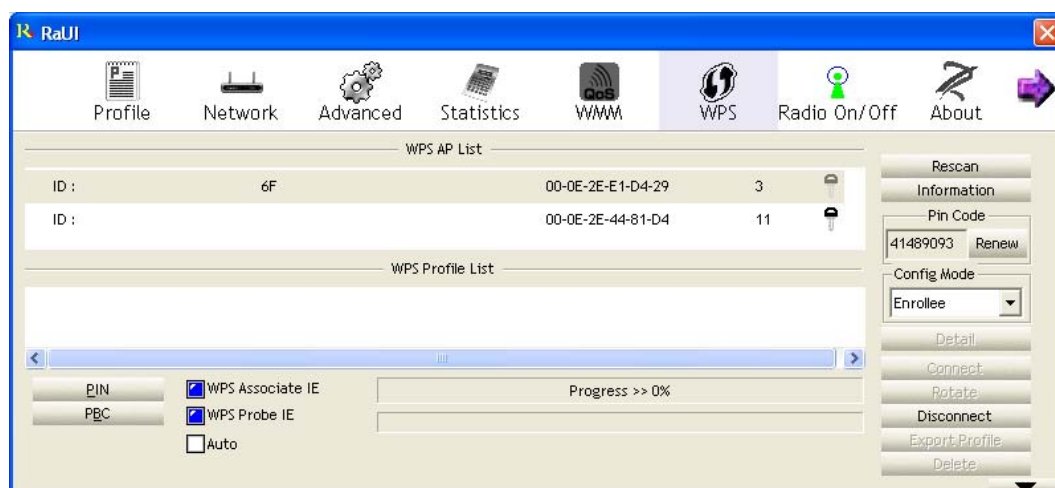 RaUI
Profile Network Advanced Statistics QoS WMM WPS Radio On/Off About
WPS AP List
ID : 6F 00-0E-2E-E1-D4-29 3
ID : 00-0E-2E-44-81-D4 11
WPS Profile List
Rescan
Information
Pin Code
41489093 Renew
Config Mode
Enrollee
Detail
Connect
Rotate
Disconnect
Export Profile
Delete
PIN
PBC
WPS Associate IE
WPS Probe IE
Auto
Progress >> 0%